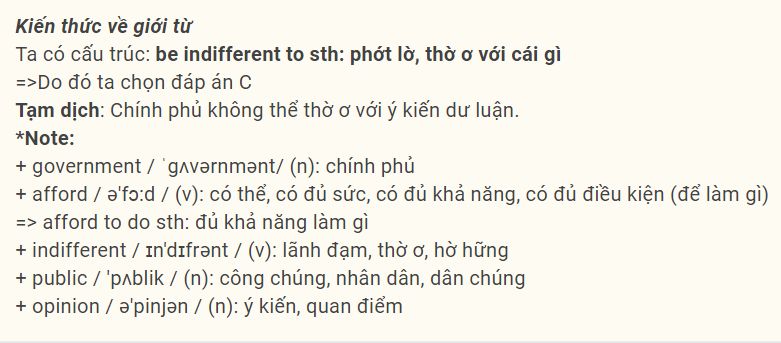 Kiến thức về giới từ
Ta có cấu trúc: be indifferent to sth: phớt lờ, thờ ơ với cái gì
=>Do đó ta chọn đáp án C
Tạm dịch: Chính phủ không thể thờ ơ với ý kiến dư luận.
*Note:
+ government / ˈgʌvərnmənt/ (n): chính phủ
+ afford / ə'fɔ:d / (v): có thể, có đủ sức, có đủ khả năng, có đủ điều kiện (để làm gì)
=> afford to do sth: đủ khả năng làm gì
+ indifferent / ɪn'dɪfrənt / (v): lãnh đạm, thờ ơ, hờ hững
+ public / 'pʌblik / (n): công chúng, nhân dân, dân chúng
+ opinion / ə'pinjən / (n): ý kiến, quan điểm